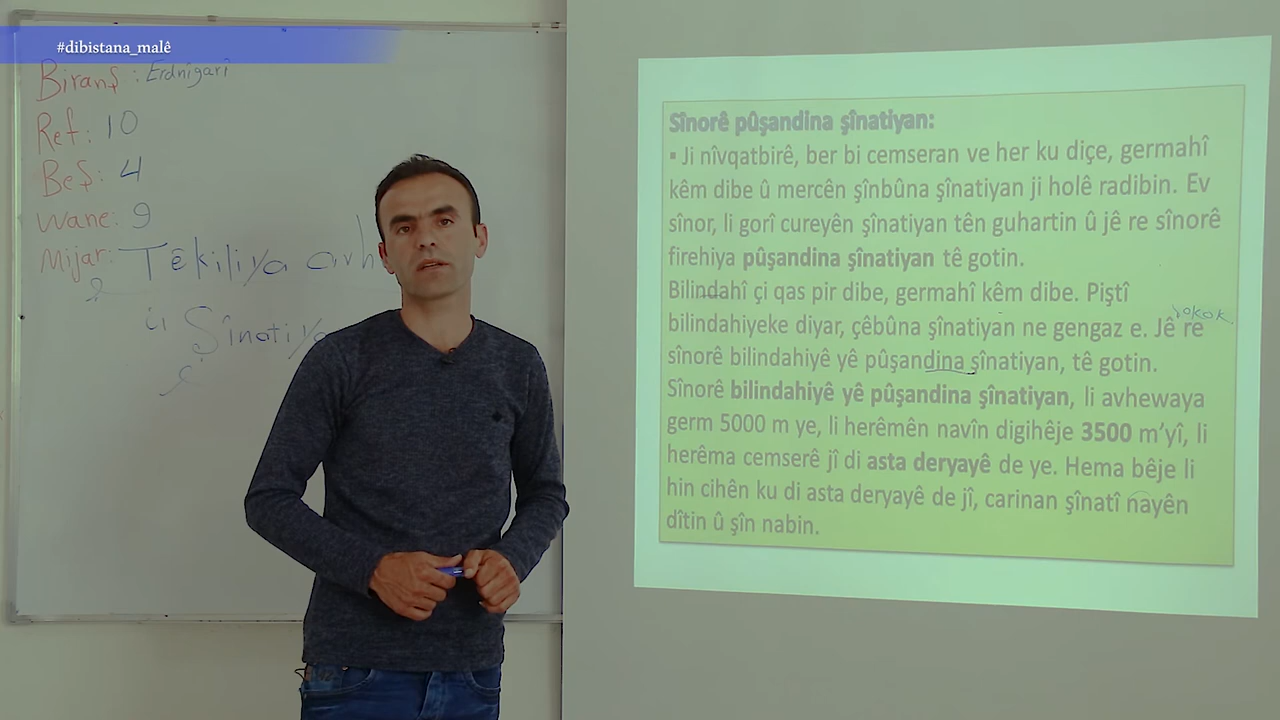 #dibistana_malê
Biranş : Erdnîgarî
Ref: 10
Beş: 4
Wane: 9
Mijar: Têkiliya avh
û Şînatiya
Sînorê pûşandina şînatiyan:
▪ Ji nîvqatbirê, ber bi cemseran ve her ku diçe, germahî
kêm dibe û mercên şînbûna şînatiyan ji holê radibin. Ev
sînor, li gorî cureyên şînatiyan tên guhartin û jê re sînorê
firehiya pûşandina şînatiyan tê gotin.
Bilindahî çi qas pir dibe, germahî kêm dibe. Piştî
bilindahiyeke diyar, çêbûna şînatiyan ne gengaz e. Jê re
sînorê bilindahiyê yê pûşandina şînatiyan, tê gotin.
Sînorê bilindahiyê yê pûşandina şînatiyan, li avhewaya
germ 5000 m ye, li herêmên navîn digihêje 3500 m'yî, li
herêma cemserê jî di asta deryayê de ye. Hema bêje li
hin cihên ku di asta deryayê de jî, carinan şînatî nayên
dîtin û şîn nabin.